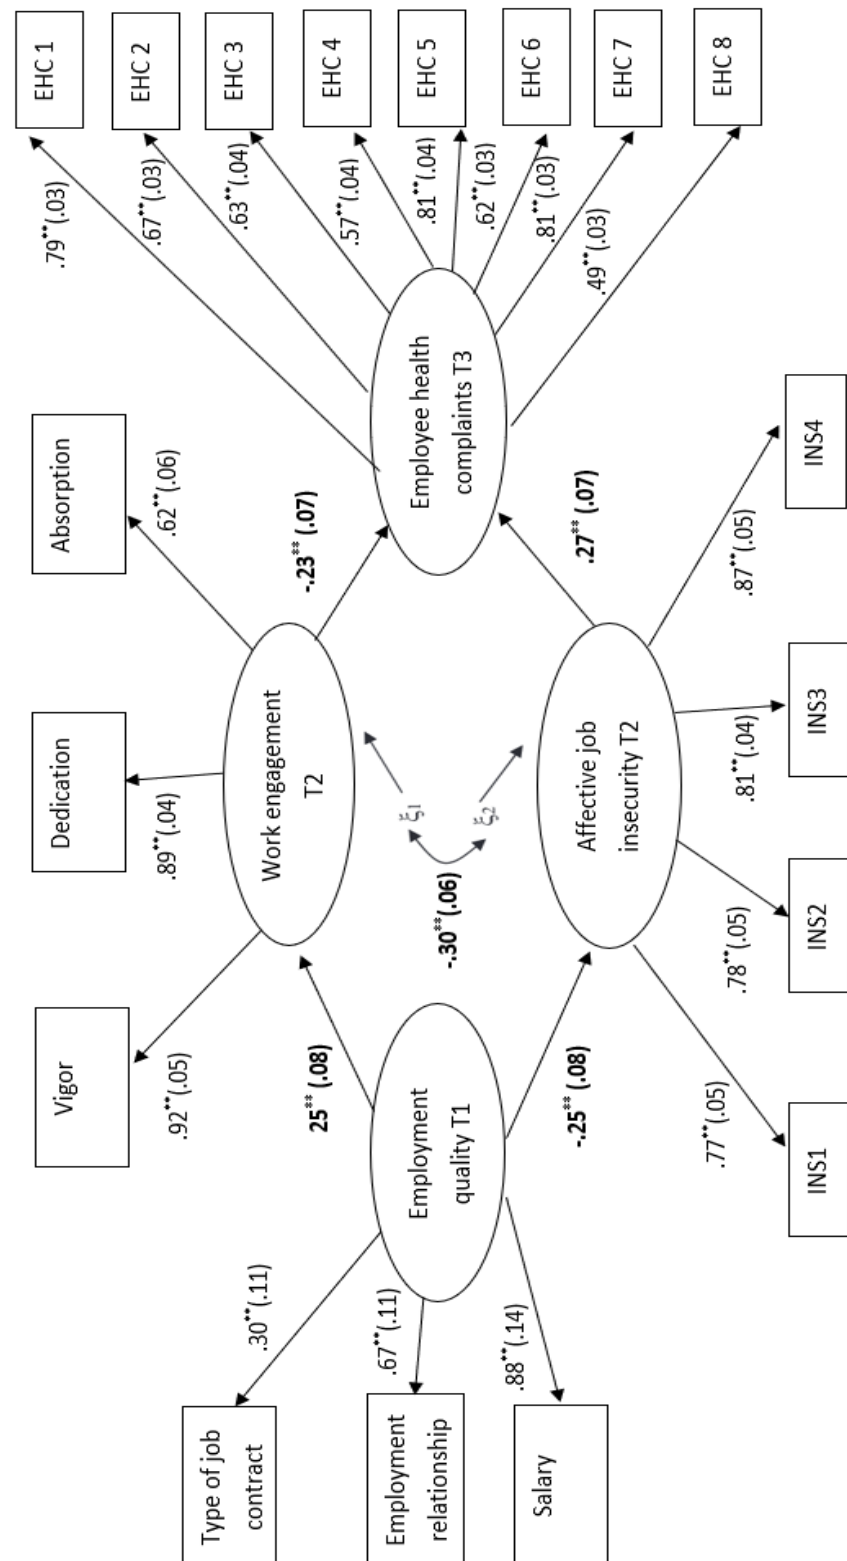 Vigor
Dedication
Absorption
.92**(.05)
.89**(.04)
.62**(.06)
Type of job
contract
Employment
relationship
Salary
.30**(.11)
.67**(.11)
.88**(.14)
Employment
quality T1
25** (.08)
-.25** (.08)
Work engagement
T2
ξ1
ξ2
-.30**(.06)
Affective job
insecurity T2
-.23** (.07)
.27** (.07)
Employee health
complaints T3
.79**(.03)
.67**(.03)
.63**(.04)
.57**(.04)
.81**(.04)
.62**(.03)
.81**(.03)
.49**(.03)
EHC 1
EHC 2
EHC 3
EHC 4
EHC 5
EHC 6
EHC 7
EHC 8
.77**(.05)
.78**(.05)
.81**(.04)
.87**(.05)
INS1
INS2
INS3
INS4